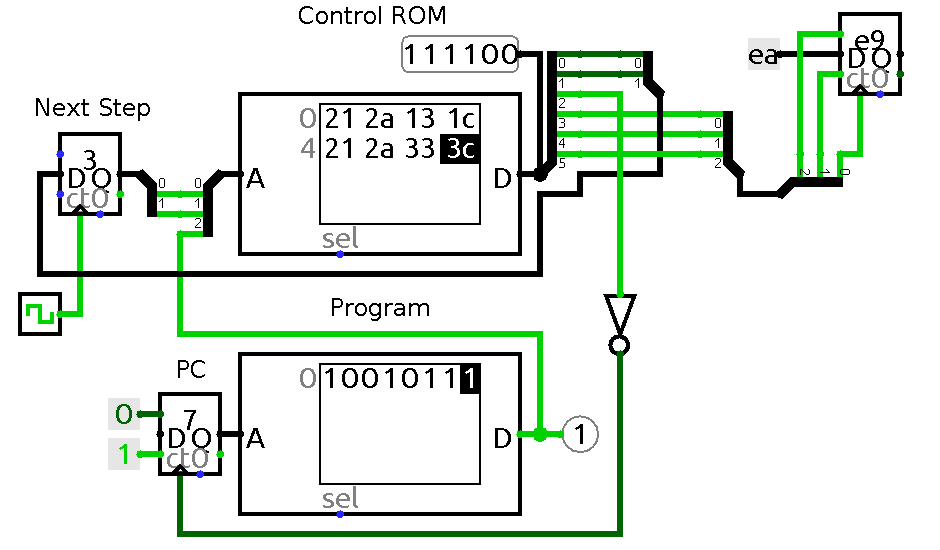 Control ROM
111100
ea
e9
D Q
ct0
2
1
0
Next Step
3
D Q
ct0
0
1
0
1
2
A
0 21 2a 13 1c
4 21 2a 33 3c
D
sel
0
1
2
3
4
5
0
1
0
1
2
Program
PC
0
1
7
D Q
ct0
A
0 10010111
D
1
sel